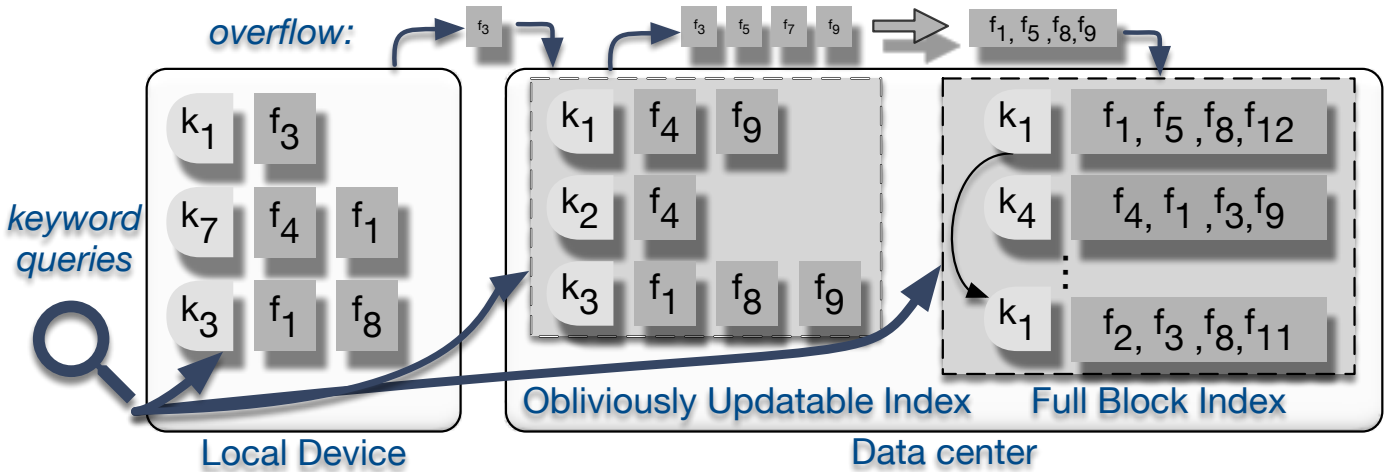 overflow: f3 f3 f5 f7 f9 f1, f5 ,f8,f9
keyword
queries
k1 f3
k7 f4 f1
k3 f1 f8
Local Device
k1 f4 f9
k2 f4
k3 f1 f8 f9
Obliviously Updatable Index
k1 f1, f5 ,f8,f12
k4 f4, f1 ,f3,f9
⋮
k1 f2, f3 ,f8,f11
Full Block Index
Data center